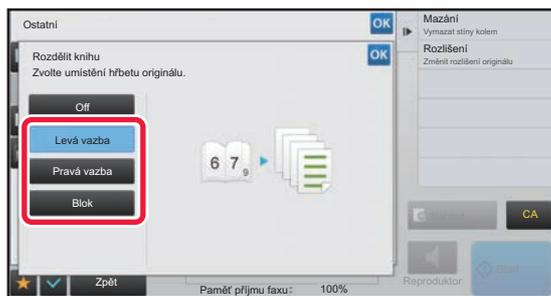 Ostatní
OK
Mazání
Vymazat stíny kolem
Rozdělit knihu
OK
Rozlišení
Změnit rozlišení originálu
Zvolte umístění hřbetu originálu.
Off
Levá vazba
Pravá vazba
Blok
6 7 9
CA
Start
Zpět
Paměť příjmu faxu: 100%
Reproduktor